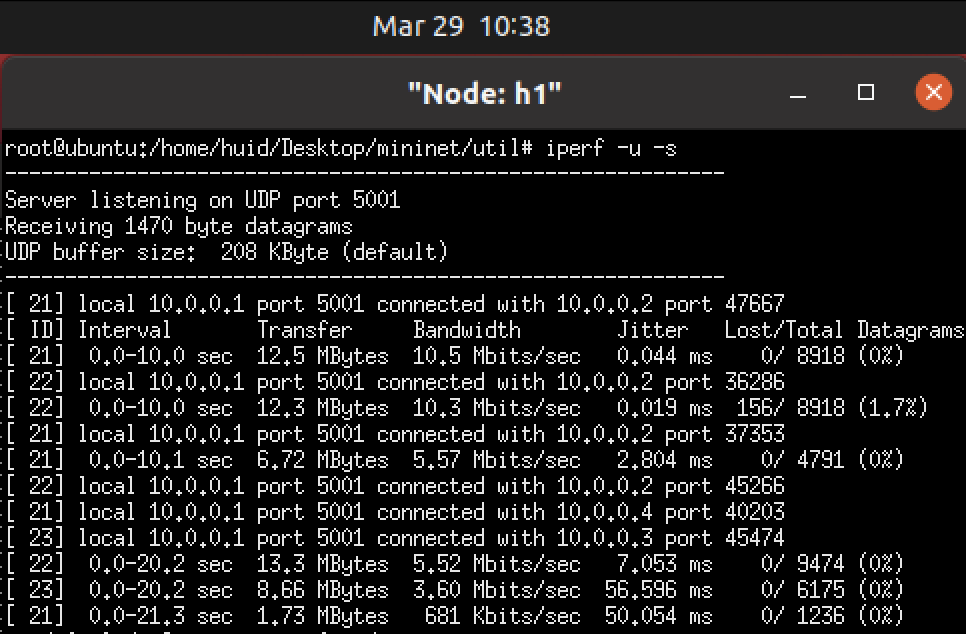 Mar 29 10:38
"Node: h1"
root@ubuntu:/home/huid/Desktop/mininet/util# iperf -u -s
------------------------------------------------------------
Server listening on UDP port 5001
Receiving 1470 byte datagrams
UDP buffer size:  208 KByte (default)
------------------------------------------------------------
[ 21] local 10.0.0.1 port 5001 connected with 10.0.0.2 port 47667
[ ID] Interval       Transfer     Bandwidth        Jitter   Lost/Total Datagrams
[ 21]  0.0-10.0 sec  12.5 MBytes  10.5 Mbits/sec   0.044 ms    0/ 8918 (0%)
[ 22] local 10.0.0.1 port 5001 connected with 10.0.0.2 port 36286
[ 22]  0.0-10.0 sec  12.3 MBytes  10.3 Mbits/sec   0.019 ms  156/ 8918 (1.7%)
[ 21] local 10.0.0.1 port 5001 connected with 10.0.0.2 port 37353
[ 21]  0.0-10.1 sec  6.72 MBytes  5.57 Mbits/sec   2.804 ms    0/ 4791 (0%)
[ 22] local 10.0.0.1 port 5001 connected with 10.0.0.2 port 45266
[ 21] local 10.0.0.1 port 5001 connected with 10.0.0.4 port 40203
[ 23] local 10.0.0.1 port 5001 connected with 10.0.0.3 port 45474
[ 22]  0.0-20.2 sec  13.3 MBytes  5.52 Mbits/sec   7.053 ms    0/ 9474 (0%)
[ 23]  0.0-20.2 sec  8.66 MBytes  3.60 Mbits/sec  56.596 ms    0/ 6175 (0%)
[ 21]  0.0-21.3 sec  1.73 MBytes   681 Kbits/sec  50.054 ms    0/ 1236 (0%)